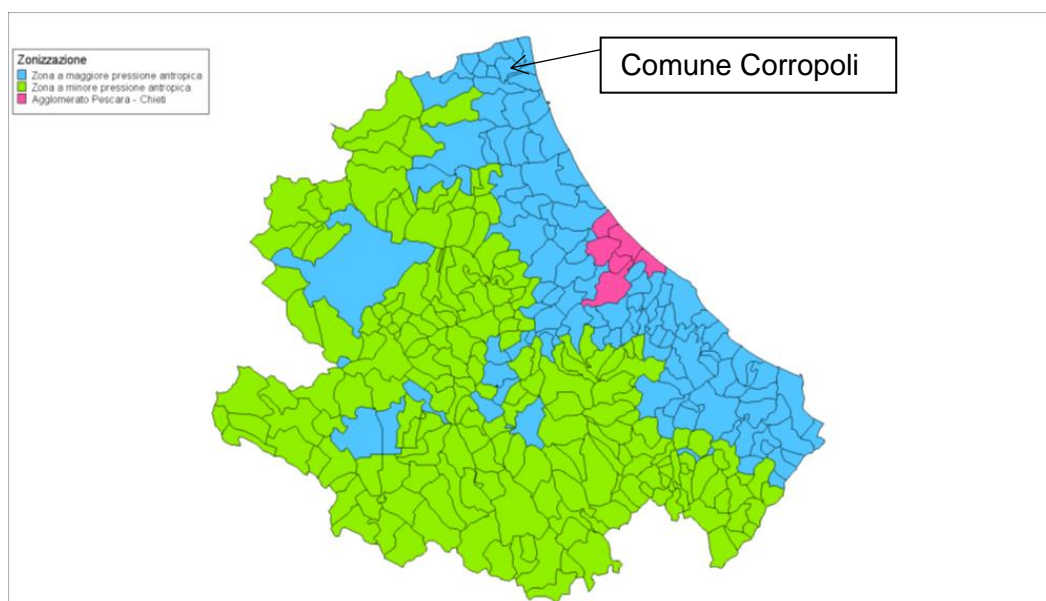 Zonizzazione
Zona a maggiore pressione antropica
Zona a minore pressione antropica
Agglomerato Pescara - Chieti
Comune Corropoli